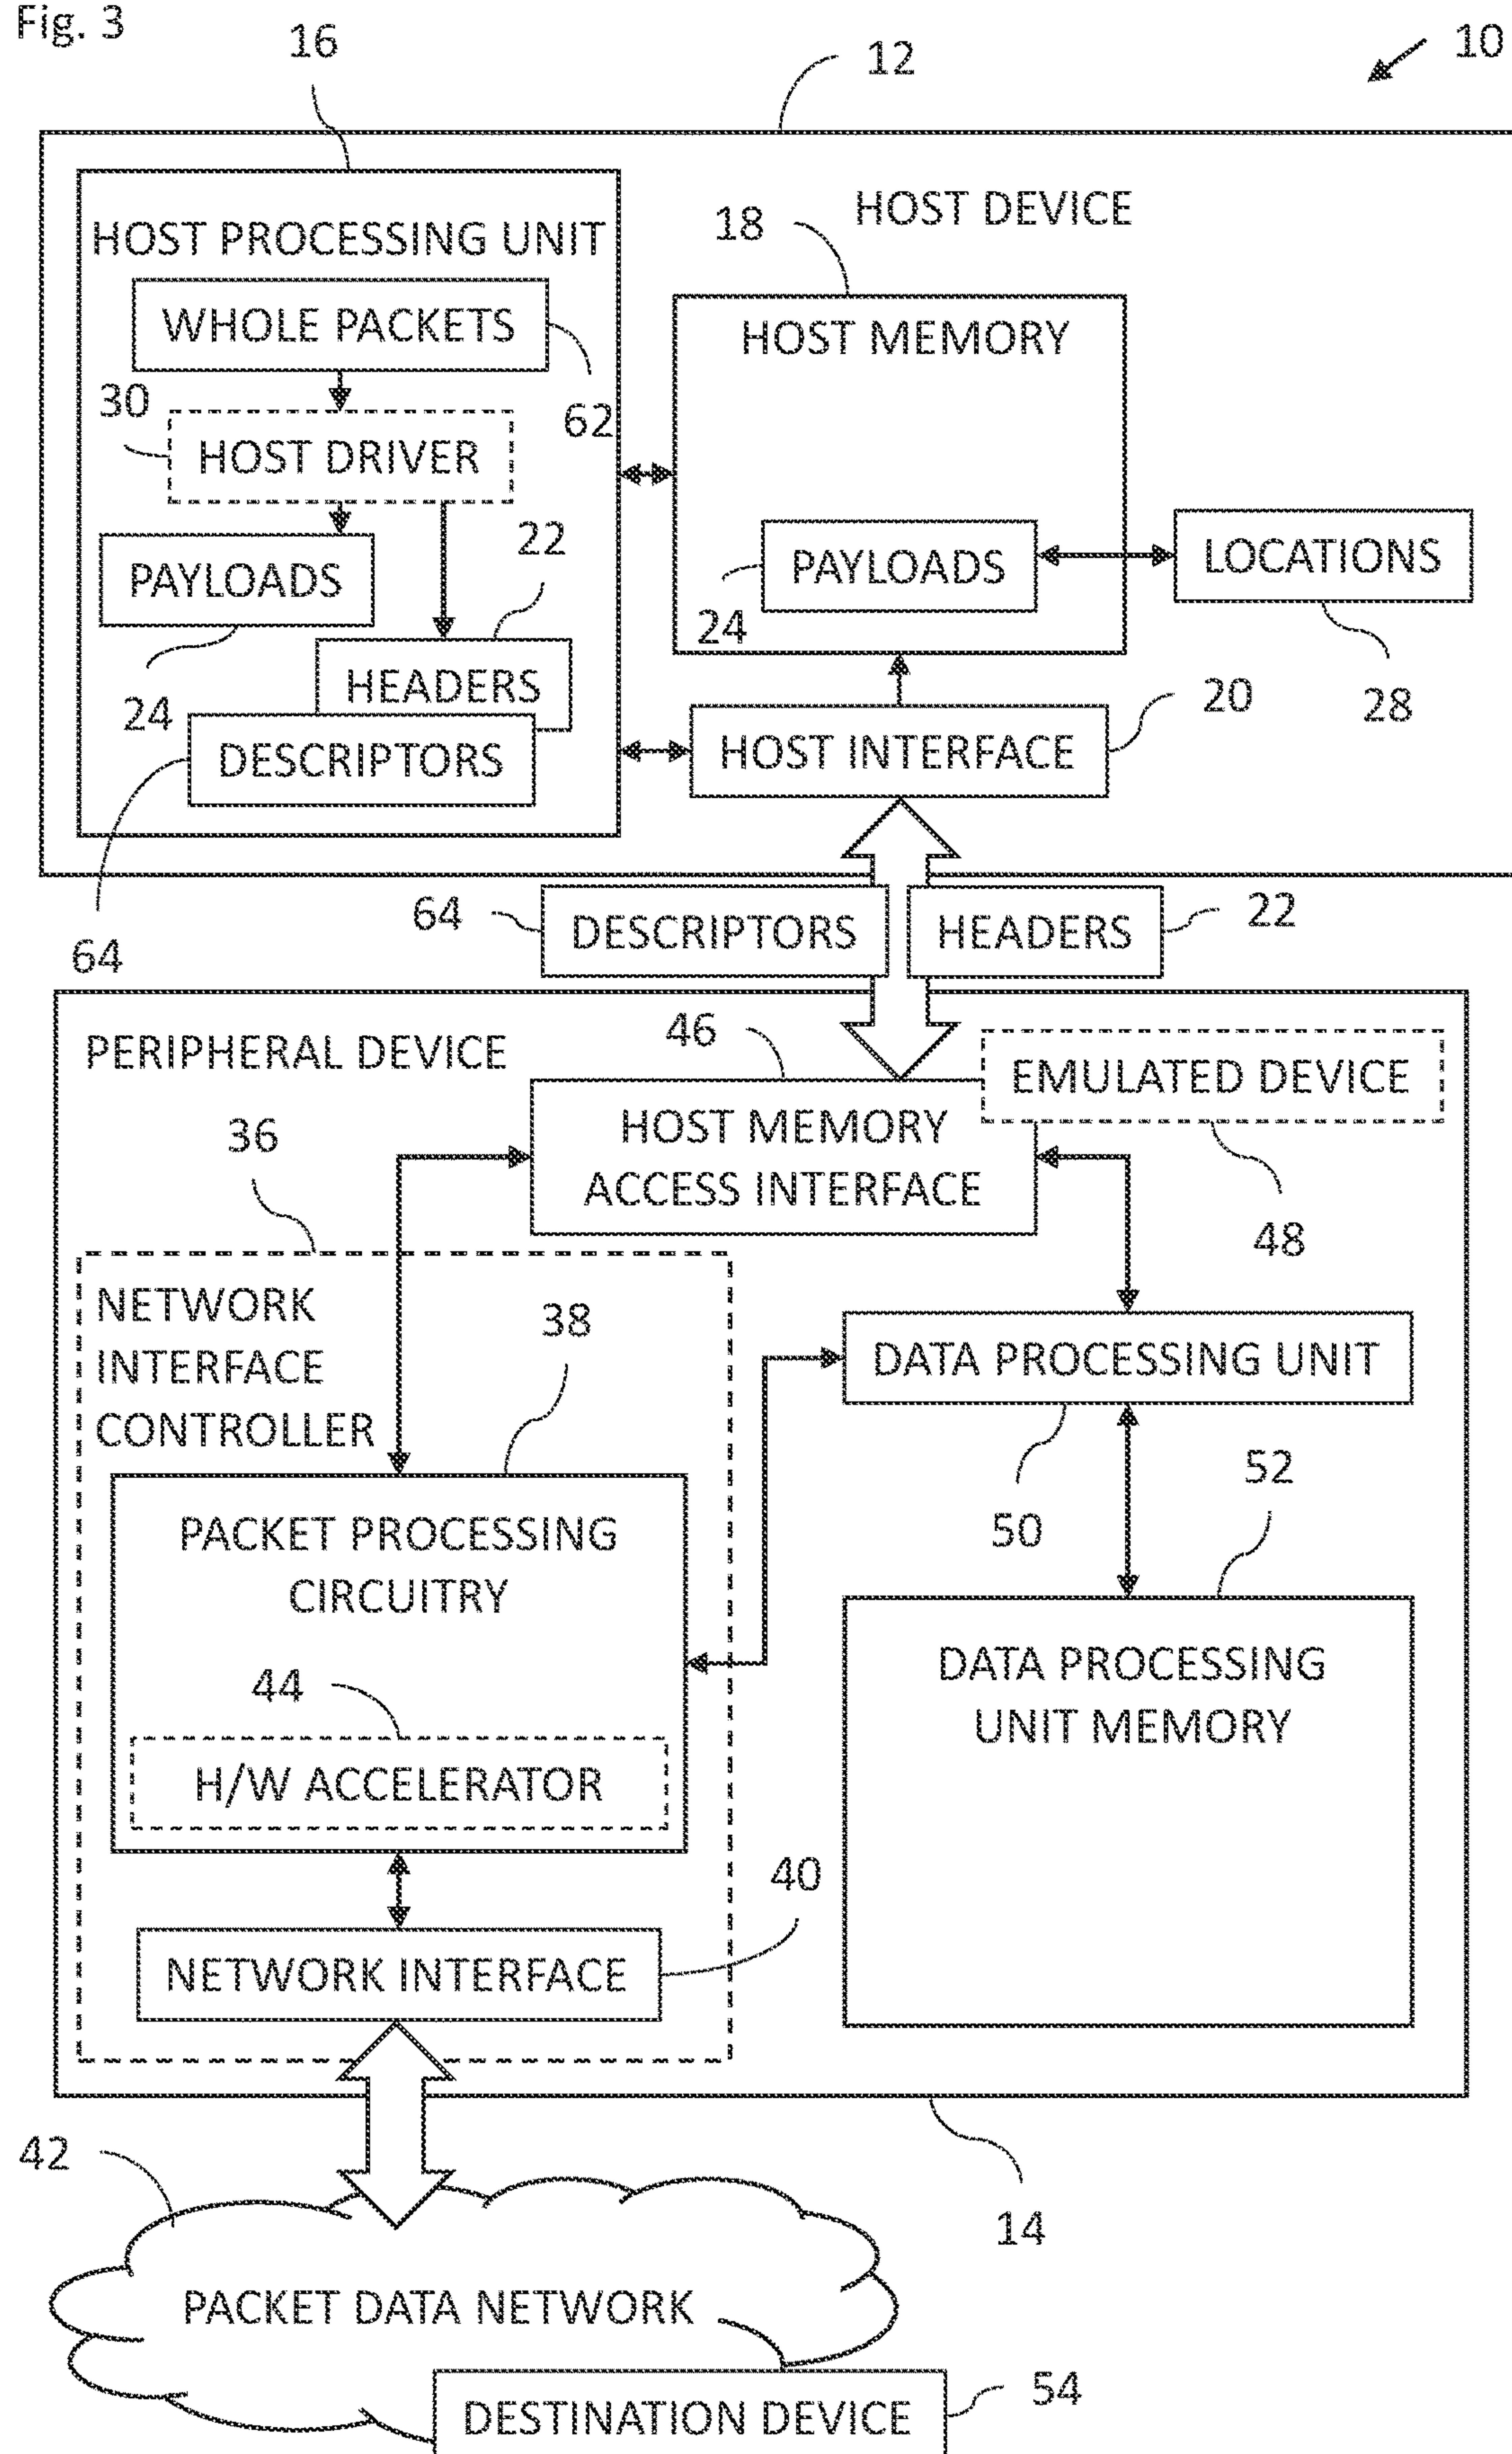 Fig. 3
16
12
10
HOST DEVICE
18
HOST PROCESSING UNIT
WHOLE PACKETS
HOST MEMORY
30
62
HOST DRIVER
22
PAYLOADS
PAYLOADS
LOCATIONS
24
HEADERS
24
20
28
DESCRIPTORS
HOST INTERFACE
64
64
DESCRIPTORS
HEADERS
22
PERIPHERAL DEVICE
46
EMULATED DEVICE
HOST MEMORY
ACCESS INTERFACE
36
48
NETWORK
INTERFACE
CONTROLLER
38
DATA PROCESSING UNIT
50
52
PACKET PROCESSING
CIRCUITRY
DATA PROCESSING
UNIT MEMORY
44
H/W ACCELERATOR
40
NETWORK INTERFACE
42
14
PACKET DATA NETWORK
DESTINATION DEVICE
54